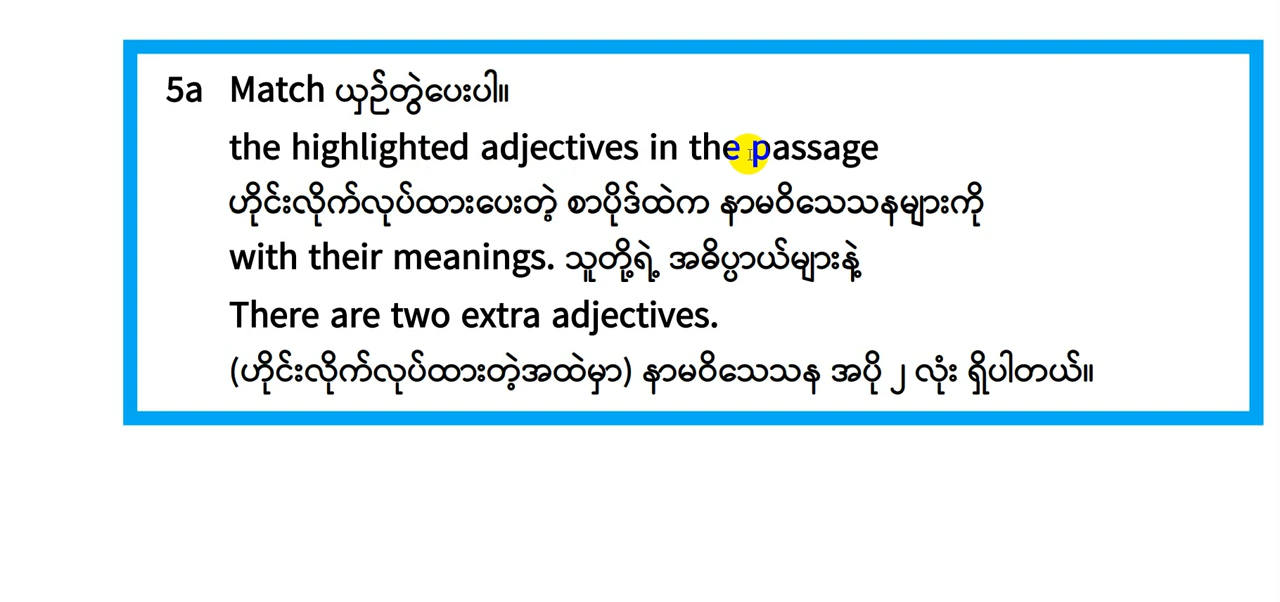 5a Match ယှဉ်တွဲပေးပါ။
the highlighted adjectives in the passage
ဟိုင်းလိုက်လုပ်ထားပေးတဲ့ စာပိုဒ်ထဲက နာမဝိသေသနများကို
with their meanings. သူတို့ရဲ့ အဓိပ္ပာယ်များနဲ့
There are two extra adjectives.
(ဟိုင်းလိုက်လုပ်ထားတဲ့အထဲမှာ) နာမဝိသေသန အပို ၂ လုံး ရှိပါတယ်။